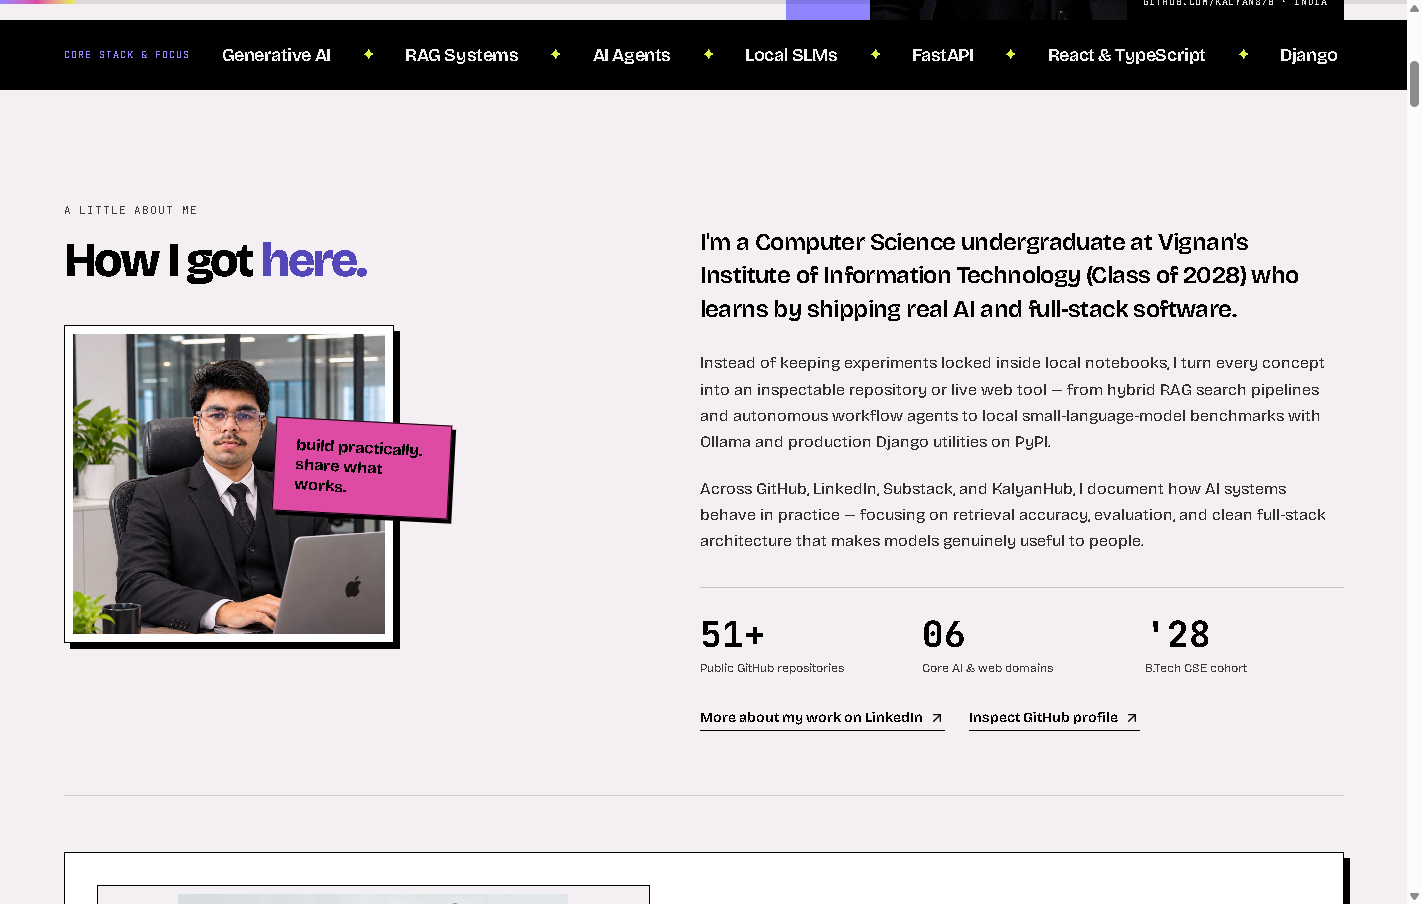 GITHUB.COM/KALYAN978 · INDIA
CORE STACK & FOCUS Generative AI ✦ RAG Systems ✦ AI Agents ✦ Local SLMs ✦ FastAPI ✦ React & TypeScript ✦ Django
A LITTLE ABOUT ME
How I got here.
build practically.
share what
works.
I'm a Computer Science undergraduate at Vignan's
Institute of Information Technology (Class of 2028) who
learns by shipping real AI and full-stack software.
Instead of keeping experiments locked inside local notebooks, I turn every concept
into an inspectable repository or live web tool — from hybrid RAG search pipelines
and autonomous workflow agents to local small-language-model benchmarks with
Ollama and production Django utilities on PyPI.
Across GitHub, LinkedIn, Substack, and KalyanHub, I document how AI systems
behave in practice — focusing on retrieval accuracy, evaluation, and clean full-stack
architecture that makes models genuinely useful to people.
51+ 06 '28
Public GitHub repositories Core AI & web domains B.Tech CSE cohort
More about my work on LinkedIn Inspect GitHub profile